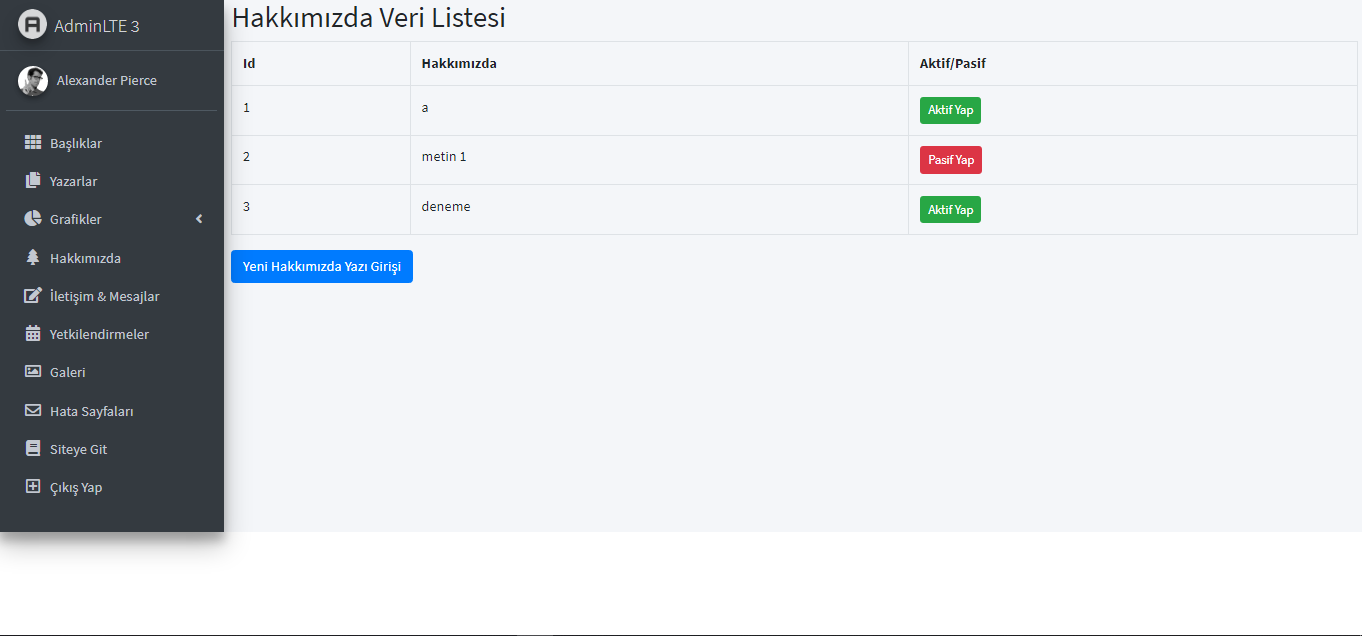 AdminLTE 3
Alexander Pierce
Başlıklar
Yazarlar
Grafikler
Hakkımızda
İletişim & Mesajlar
Yetkilendirmeler
Galeri
Hata Sayfaları
Siteye Git
Çıkış Yap
Hakkımızda Veri Listesi
Id Hakkımızda Aktif/Pasif
1 a Aktif Yap
2 metin 1 Pasif Yap
3 deneme Aktif Yap
Yeni Hakkımızda Yazı Girişi